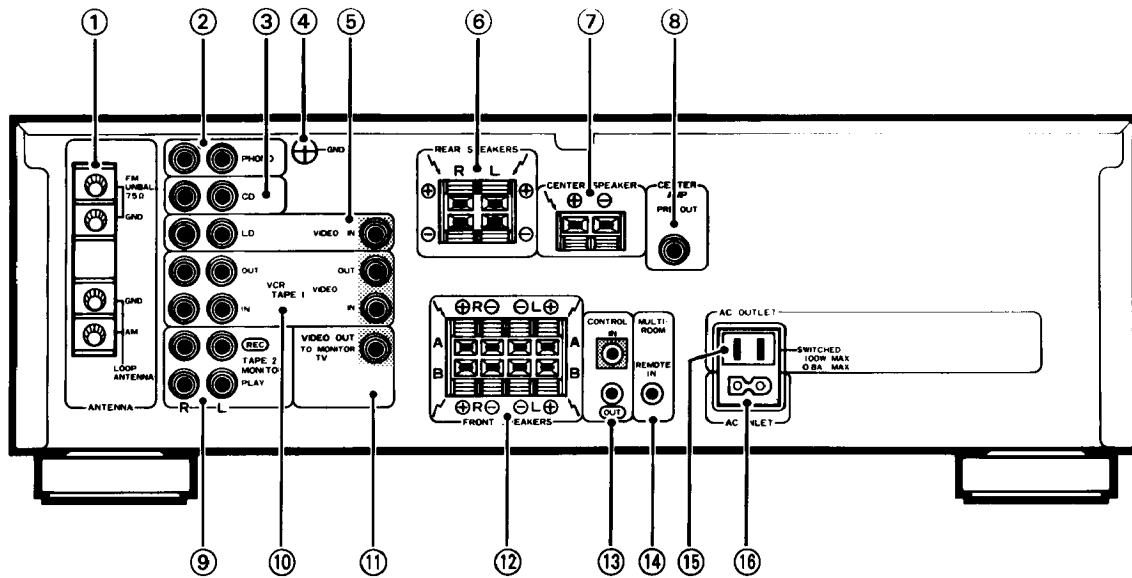 ① ② ③ ④ ⑤ ⑥ ⑦ ⑧
FM
UNBAL.
75Ω
GND
GND
AM
LOOP
ANTENNA
ANTENNA
PHONO
GND
CD
LD
VIDEO IN
OUT
VCR
TAPE 1
VIDEO
OUT
IN
IN
REC
TAPE 2
MONITOR
PLAY
R L
VIDEO OUT
TO MONITOR
TV
REAR SPEAKERS
R L
⊕ ⊕
⊖ ⊖
CENTER SPEAKER
⊕ ⊖
CENTER
PRE OUT
⊕R⊖ ⊖L⊕
A A
B B
⊕R⊖ ⊖L⊕
FRONT SPEAKERS
CONTROL
IN
OUT
MULTI-
ROOM
REMOTE
IN
AC OUTLET
SWITCHED
100W MAX
0.8A MAX
AC INLET
⑨ ⑩ ⑪ ⑫ ⑬ ⑭ ⑮ ⑯